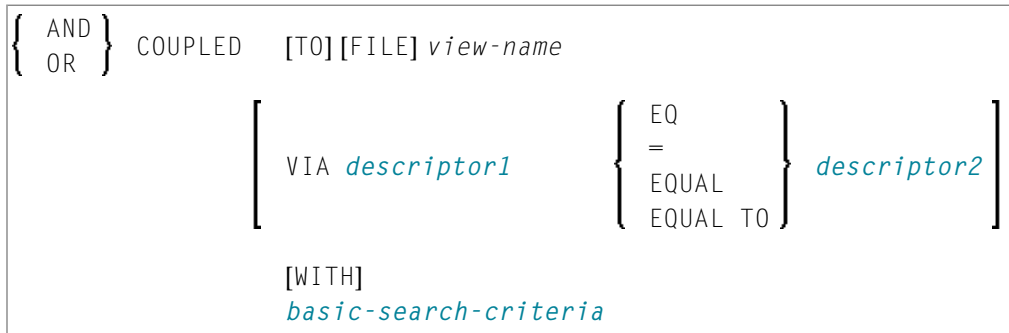 AND
OR
COUPLED [TO] [FILE] view-name
VIA descriptor1
EQ
=
EQUAL
EQUAL TO
descriptor2
[WITH]
basic-search-criteria